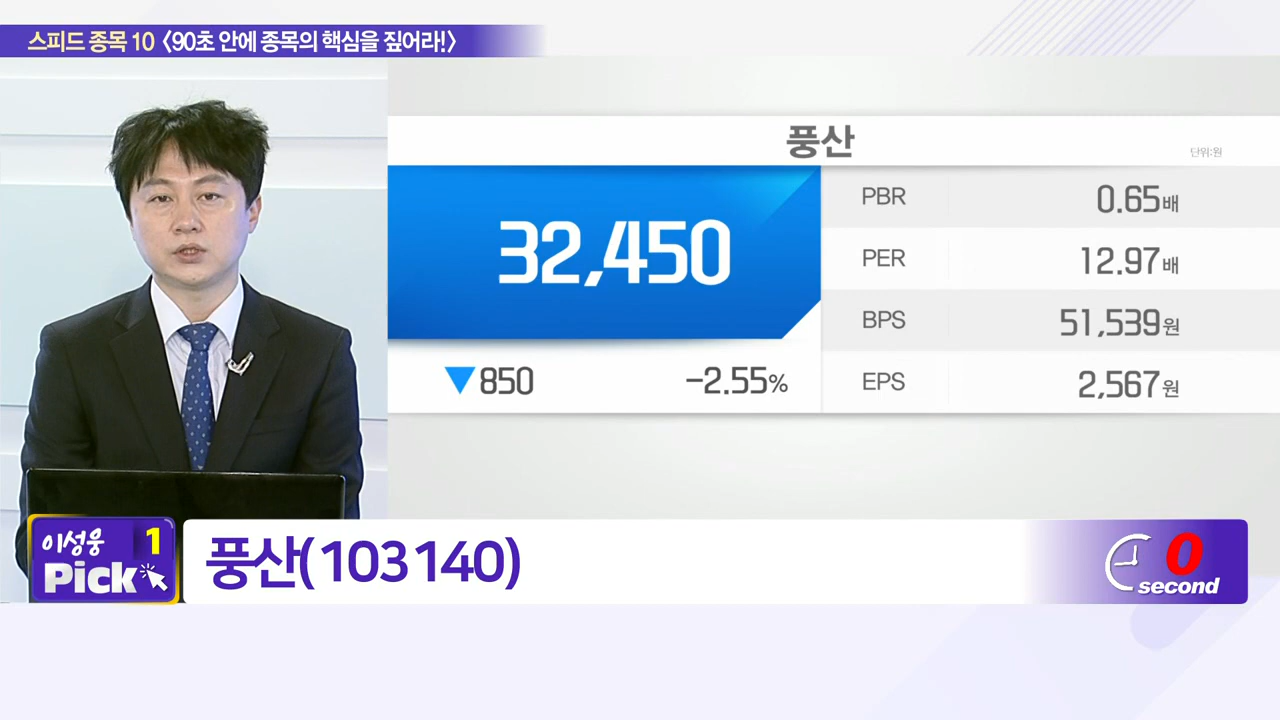 스피드 종목 10 〈90초 안에 종목의 핵심을 짚어라!〉
풍산
단위:원
32,450
▼850 -2.55%
PBR 0.65배
PER 12.97배
BPS 51,539원
EPS 2,567원
이성웅 1
Pick
풍산(103140)
0
second